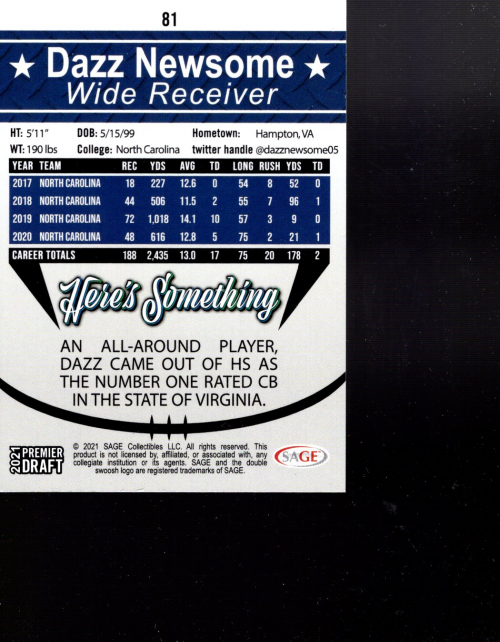 81
Dazz Newsome
Wide Receiver
HT: 5'11" DOB: 5/15/99 Hometown: Hampton, VA
WT: 190 lbs College: North Carolina twitter handle @dazznewsome05
YEAR TEAM REC YDS AVG TD LONG RUSH YDS TD
2017 NORTH CAROLINA 18 227 12.6 0 54 8 52 0
2018 NORTH CAROLINA 44 506 11.5 2 55 7 96 1
2019 NORTH CAROLINA 72 1,018 14.1 10 57 3 9 0
2020 NORTH CAROLINA 48 616 12.8 5 75 2 21 1
CAREER TOTALS 188 2,435 13.0 17 75 20 178 2
Here's Something
AN ALL-AROUND PLAYER,
DAZZ CAME OUT OF HS AS
THE NUMBER ONE RATED CB
IN THE STATE OF VIRGINIA.
2021 PREMIER DRAFT
© 2021 SAGE Collectibles LLC. All rights reserved. This
product is not licensed by, affiliated, or associated with, any
collegiate institution or its agents. SAGE and the double
swoosh logo are registered trademarks of SAGE.
SAGE